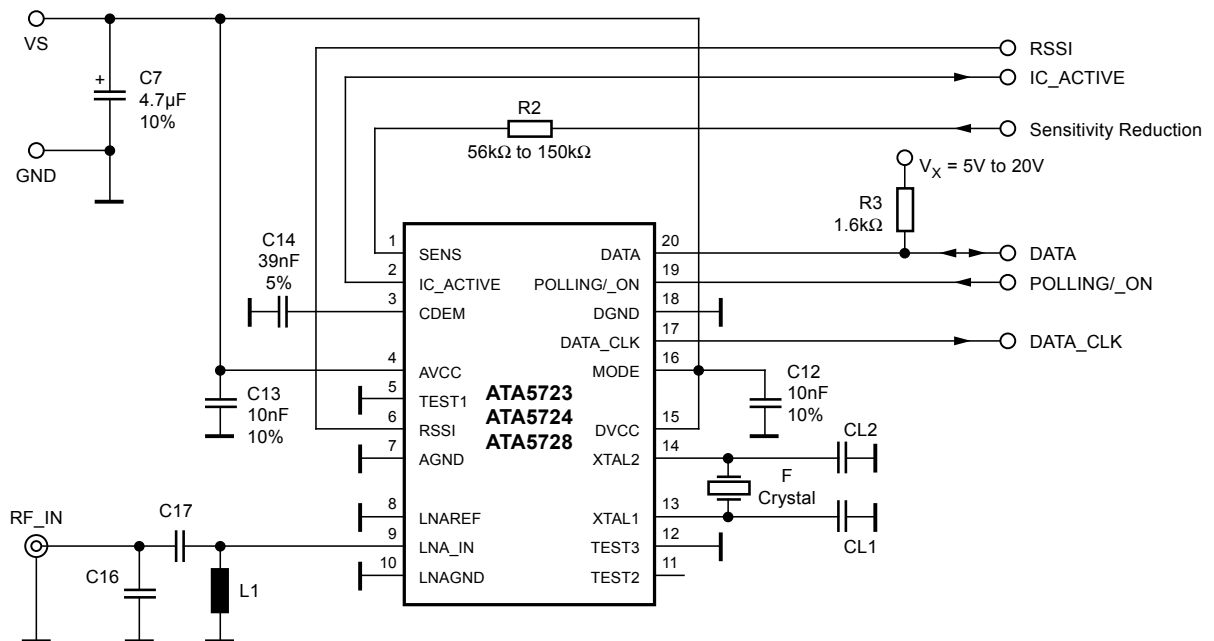 VS
C7
4.7µF
10%
GND
RSSI
IC_ACTIVE
R2
56kΩ to 150kΩ
Sensitivity Reduction
VX = 5V to 20V
R3
1.6kΩ
C14
39nF
5%
1 SENS
2 IC_ACTIVE
3 CDEM
4 AVCC
5 TEST1
6 RSSI
7 AGND
8 LNAREF
9 LNA_IN
10 LNAGND
ATA5723
ATA5724
ATA5728
DATA 20
POLLING/_ON 19
DGND 18
DATA_CLK 17
MODE 16
DVCC 15
XTAL2 14
XTAL1 13
TEST3 12
TEST2 11
DATA
POLLING/_ON
DATA_CLK
C13
10nF
10%
C12
10nF
10%
CL2
F
Crystal
CL1
RF_IN
C17
C16
L1